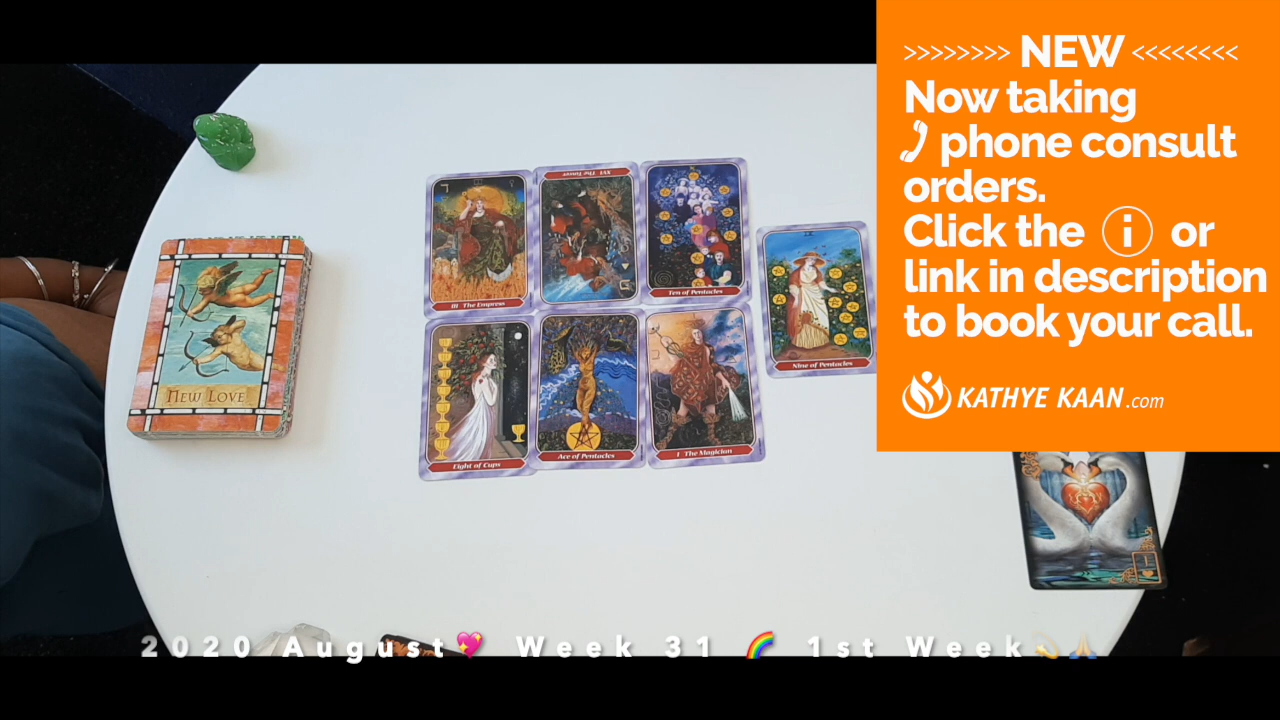 >>>>>>>> NEW <<<<<<<<
Now taking
phone consult
orders.
Click the i or
link in description
to book your call.
KATHYE KAAN.com
XVI The Tower
III The Empress
Ten of Pentacles
Nine of Pentacles
Eight of Cups
Ace of Pentacles
I The Magician
NEW LOVE
2020 August💖 Week 31 🌈 1st Week💫🙏